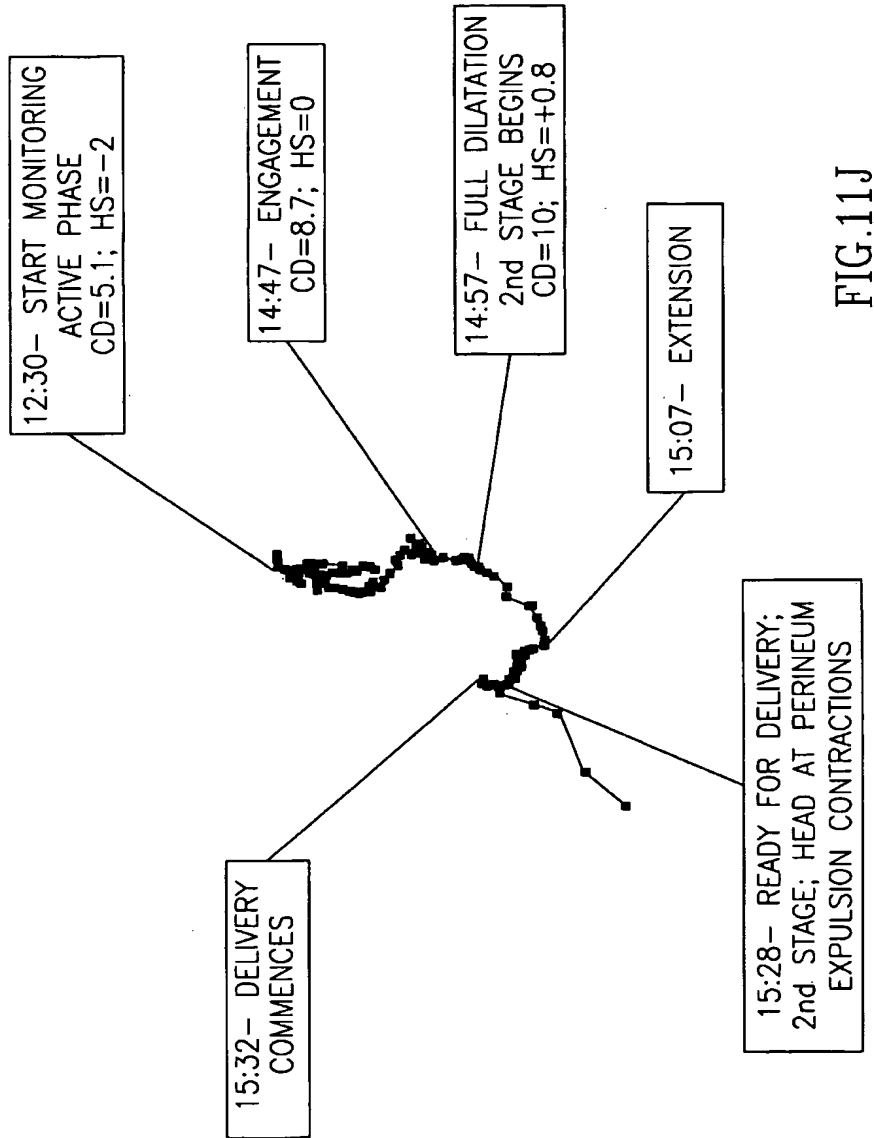 12:30– START MONITORING
ACTIVE PHASE
CD=5.1; HS=–2
14:47– ENGAGEMENT
CD=8.7; HS=0
14:57– FULL DILATATION
2nd STAGE BEGINS
CD=10; HS=+0.8
15:07– EXTENSION
15:28– READY FOR DELIVERY;
2nd STAGE; HEAD AT PERINEUM
EXPULSION CONTRACTIONS
15:32– DELIVERY
COMMENCES
FIG.11J